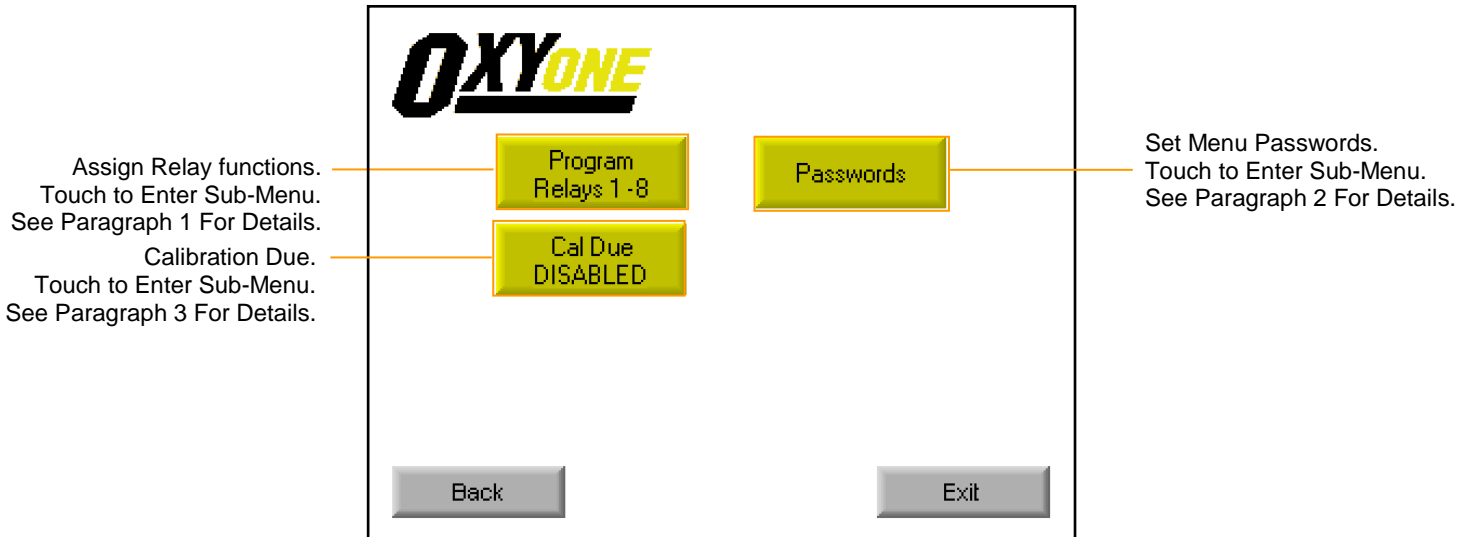 OXYONE
Assign Relay functions.
Touch to Enter Sub-Menu.
See Paragraph 1 For Details.
Program
Relays 1 -8
Passwords
Set Menu Passwords.
Touch to Enter Sub-Menu.
See Paragraph 2 For Details.
Calibration Due.
Touch to Enter Sub-Menu.
See Paragraph 3 For Details.
Cal Due
DISABLED
Back
Exit